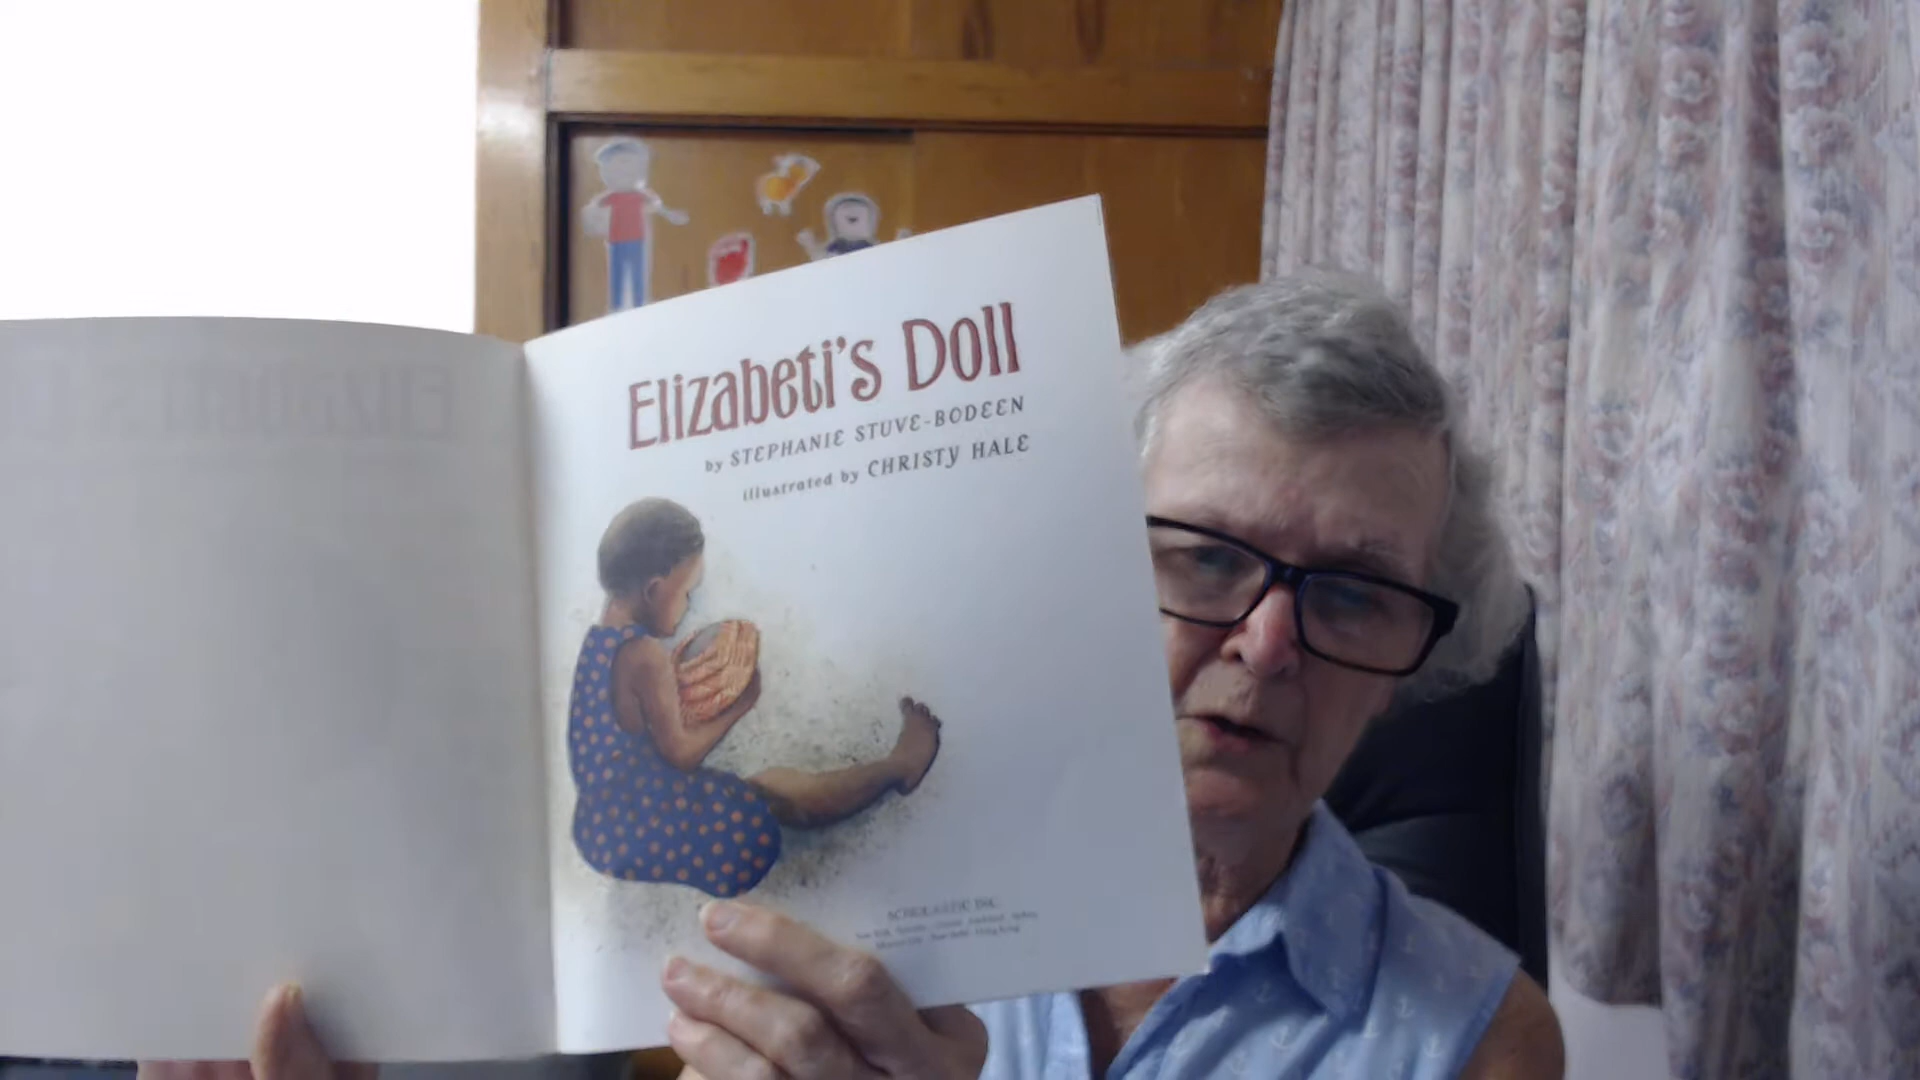 Elizabeti's Doll
by STEPHANIE STUVE-BODEEN
illustrated by CHRISTY HALE
SCHOLASTIC INC.